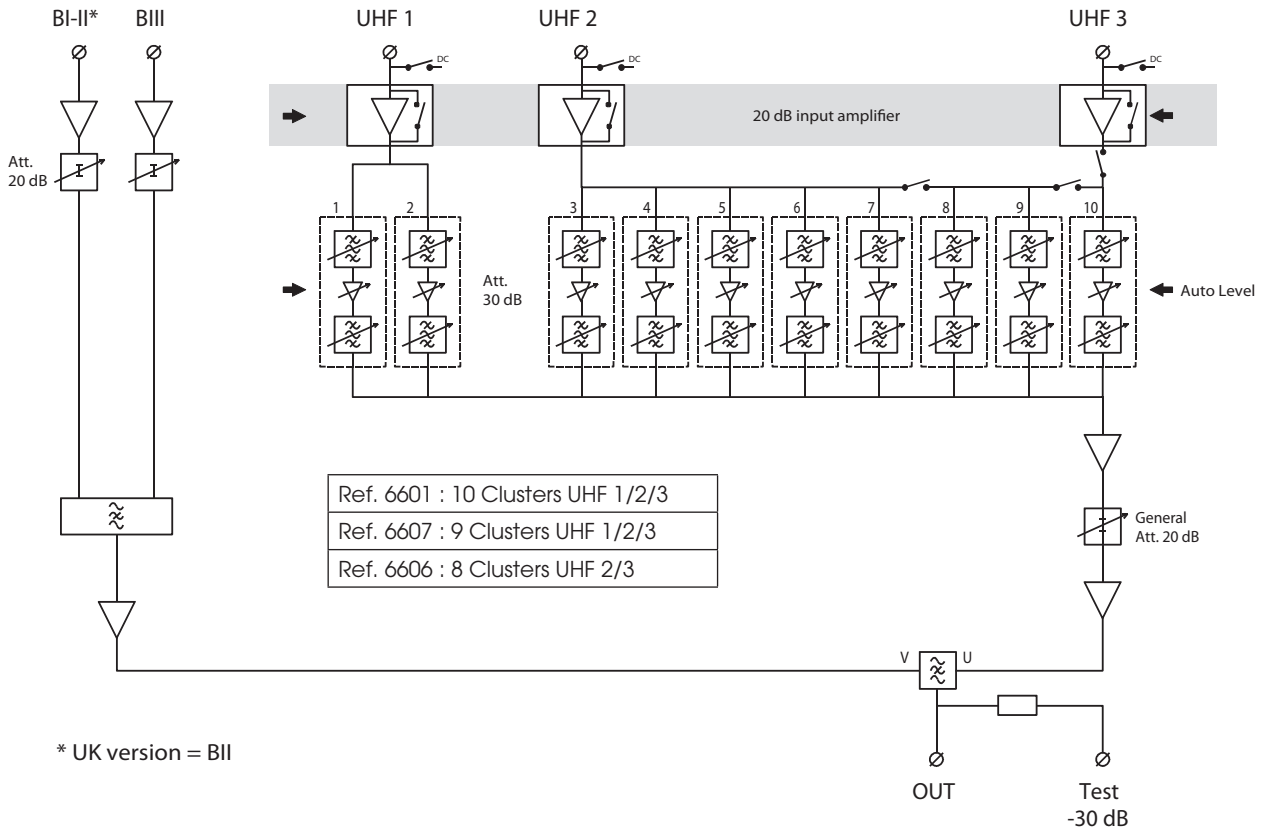 BI-II*
BIII
UHF 1
UHF 2
UHF 3
DC
DC
DC
20 dB input amplifier
Att.
20 dB
1
2
3
4
5
6
7
8
9
10
Att.
30 dB
Auto Level
Ref. 6601 : 10 Clusters UHF 1/2/3
Ref. 6607 : 9 Clusters UHF 1/2/3
Ref. 6606 : 8 Clusters UHF 2/3
General
Att. 20 dB
V
U
* UK version = BII
OUT
Test
-30 dB